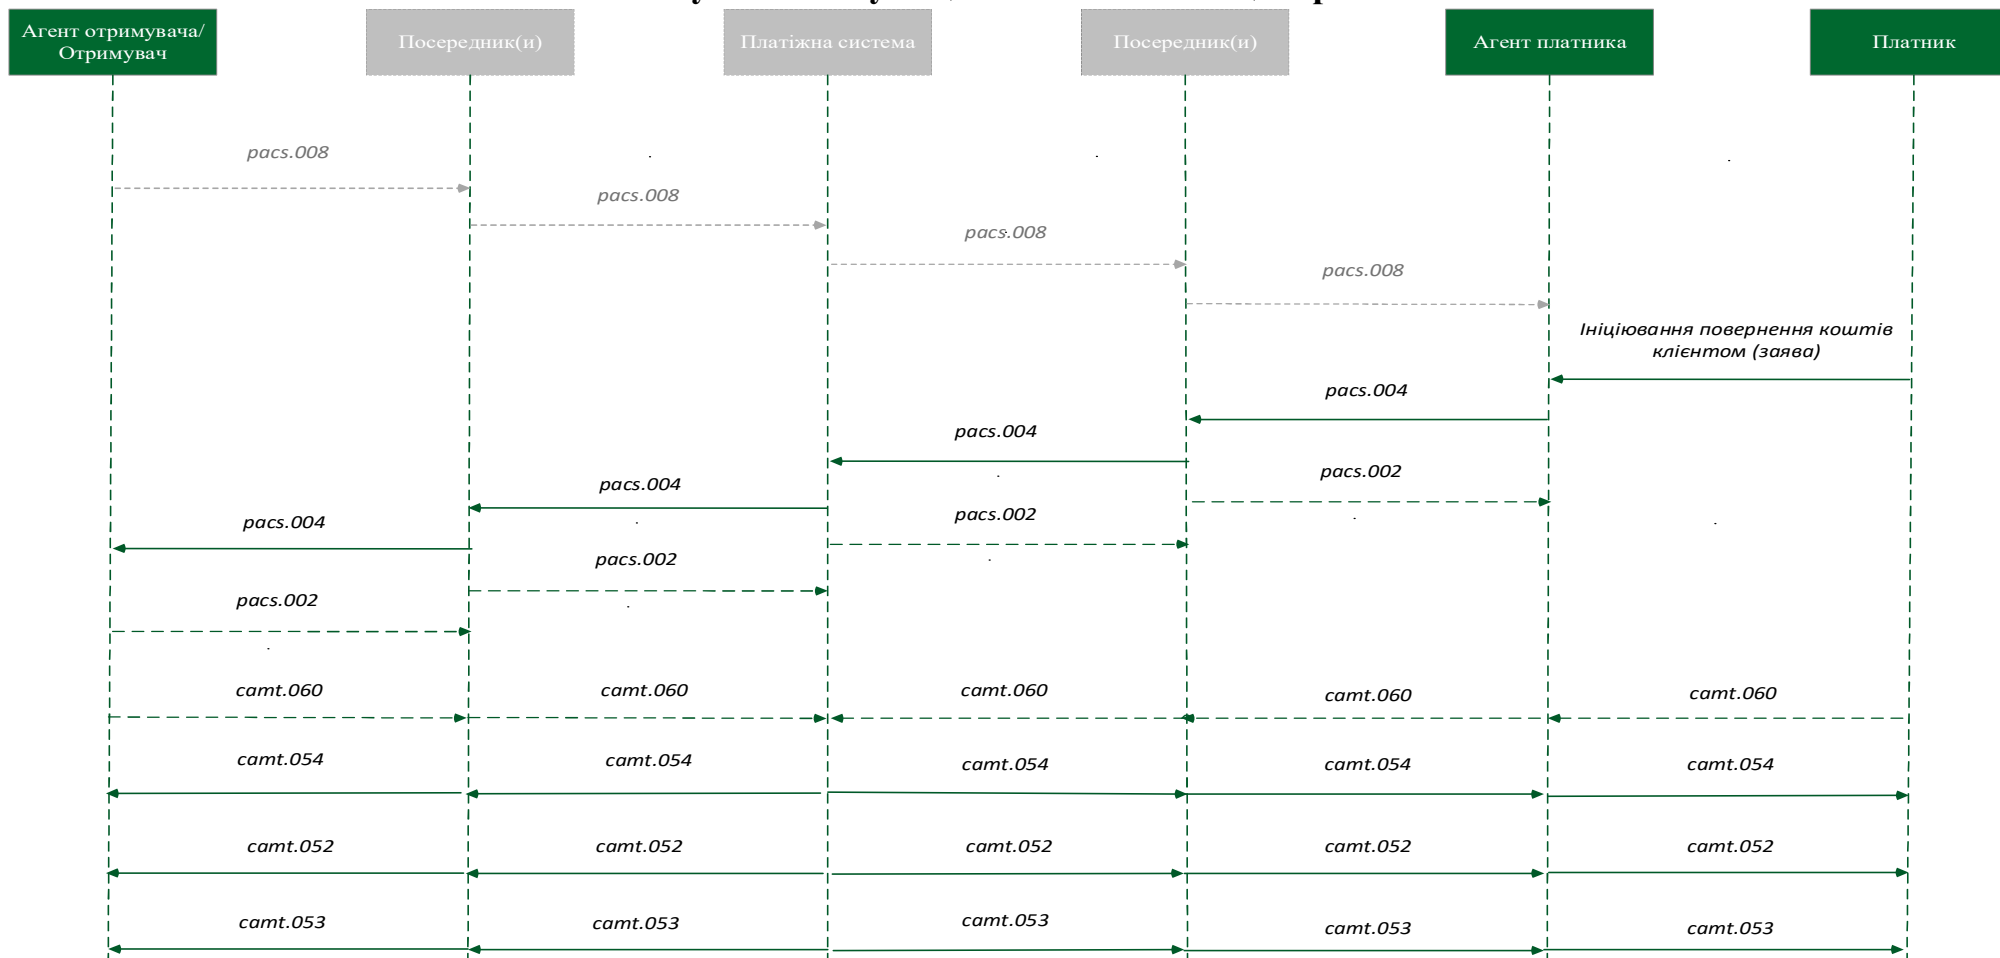 Агент отримувача/
Отримувач
Посередник(и)
Платіжна система
Посередник(и)
Агент платника
Платник
pacs.008
pacs.008
pacs.008
pacs.008
Ініціювання повернення коштів
клієнтом (заява)
pacs.004
pacs.004
pacs.002
pacs.004
pacs.002
pacs.004
pacs.002
pacs.002
camt.060
camt.060
camt.060
camt.060
camt.060
camt.054
camt.054
camt.054
camt.054
camt.054
camt.052
camt.052
camt.052
camt.052
camt.052
camt.053
camt.053
camt.053
camt.053
camt.053